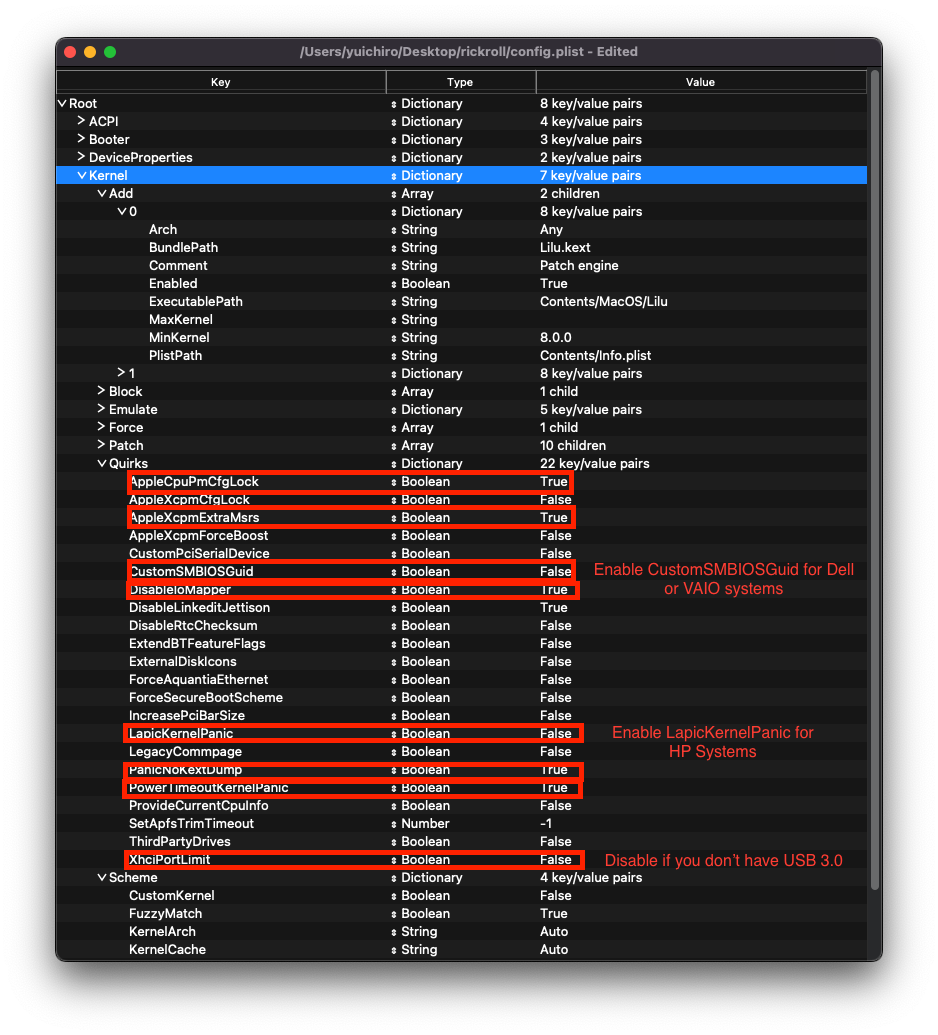 /Users/yuichiro/Desktop/rickroll/config.plist - Edited
Key Type Value
Root Dictionary 8 key/value pairs
ACPI Dictionary 4 key/value pairs
Booter Dictionary 3 key/value pairs
DeviceProperties Dictionary 2 key/value pairs
Kernel Dictionary 7 key/value pairs
Add Array 2 children
0 Dictionary 8 key/value pairs
Arch String Any
BundlePath String Lilu.kext
Comment String Patch engine
Enabled Boolean True
ExecutablePath String Contents/MacOS/Lilu
MaxKernel String
MinKernel String 8.0.0
PlistPath String Contents/Info.plist
1 Dictionary 8 key/value pairs
Block Array 1 child
Emulate Dictionary 5 key/value pairs
Force Array 1 child
Patch Array 10 children
Quirks Dictionary 22 key/value pairs
AppleCpuPmCfgLock Boolean True
AppleXcpmCfgLock Boolean False
AppleXcpmExtraMsrs Boolean True
AppleXcpmForceBoost Boolean False
CustomPciSerialDevice Boolean False
CustomSMBIOSGuid Boolean False Enable CustomSMBIOSGuid for Dell
DisableIoMapper Boolean True or VAIO systems
DisableLinkeditJettison Boolean True
DisableRtcChecksum Boolean False
ExtendBTFeatureFlags Boolean False
ExternalDiskIcons Boolean False
ForceAquantiaEthernet Boolean False
ForceSecureBootScheme Boolean False
IncreasePciBarSize Boolean False
LapicKernelPanic Boolean False Enable LapicKernelPanic for
LegacyCommpage Boolean False HP Systems
PanicNoKextDump Boolean True
PowerTimeoutKernelPanic Boolean True
ProvideCurrentCpuInfo Boolean False
SetApfsTrimTimeout Number -1
ThirdPartyDrives Boolean False
XhciPortLimit Boolean False Disable if you don't have USB 3.0
Scheme Dictionary 4 key/value pairs
CustomKernel Boolean False
FuzzyMatch Boolean True
KernelArch String Auto
KernelCache String Auto